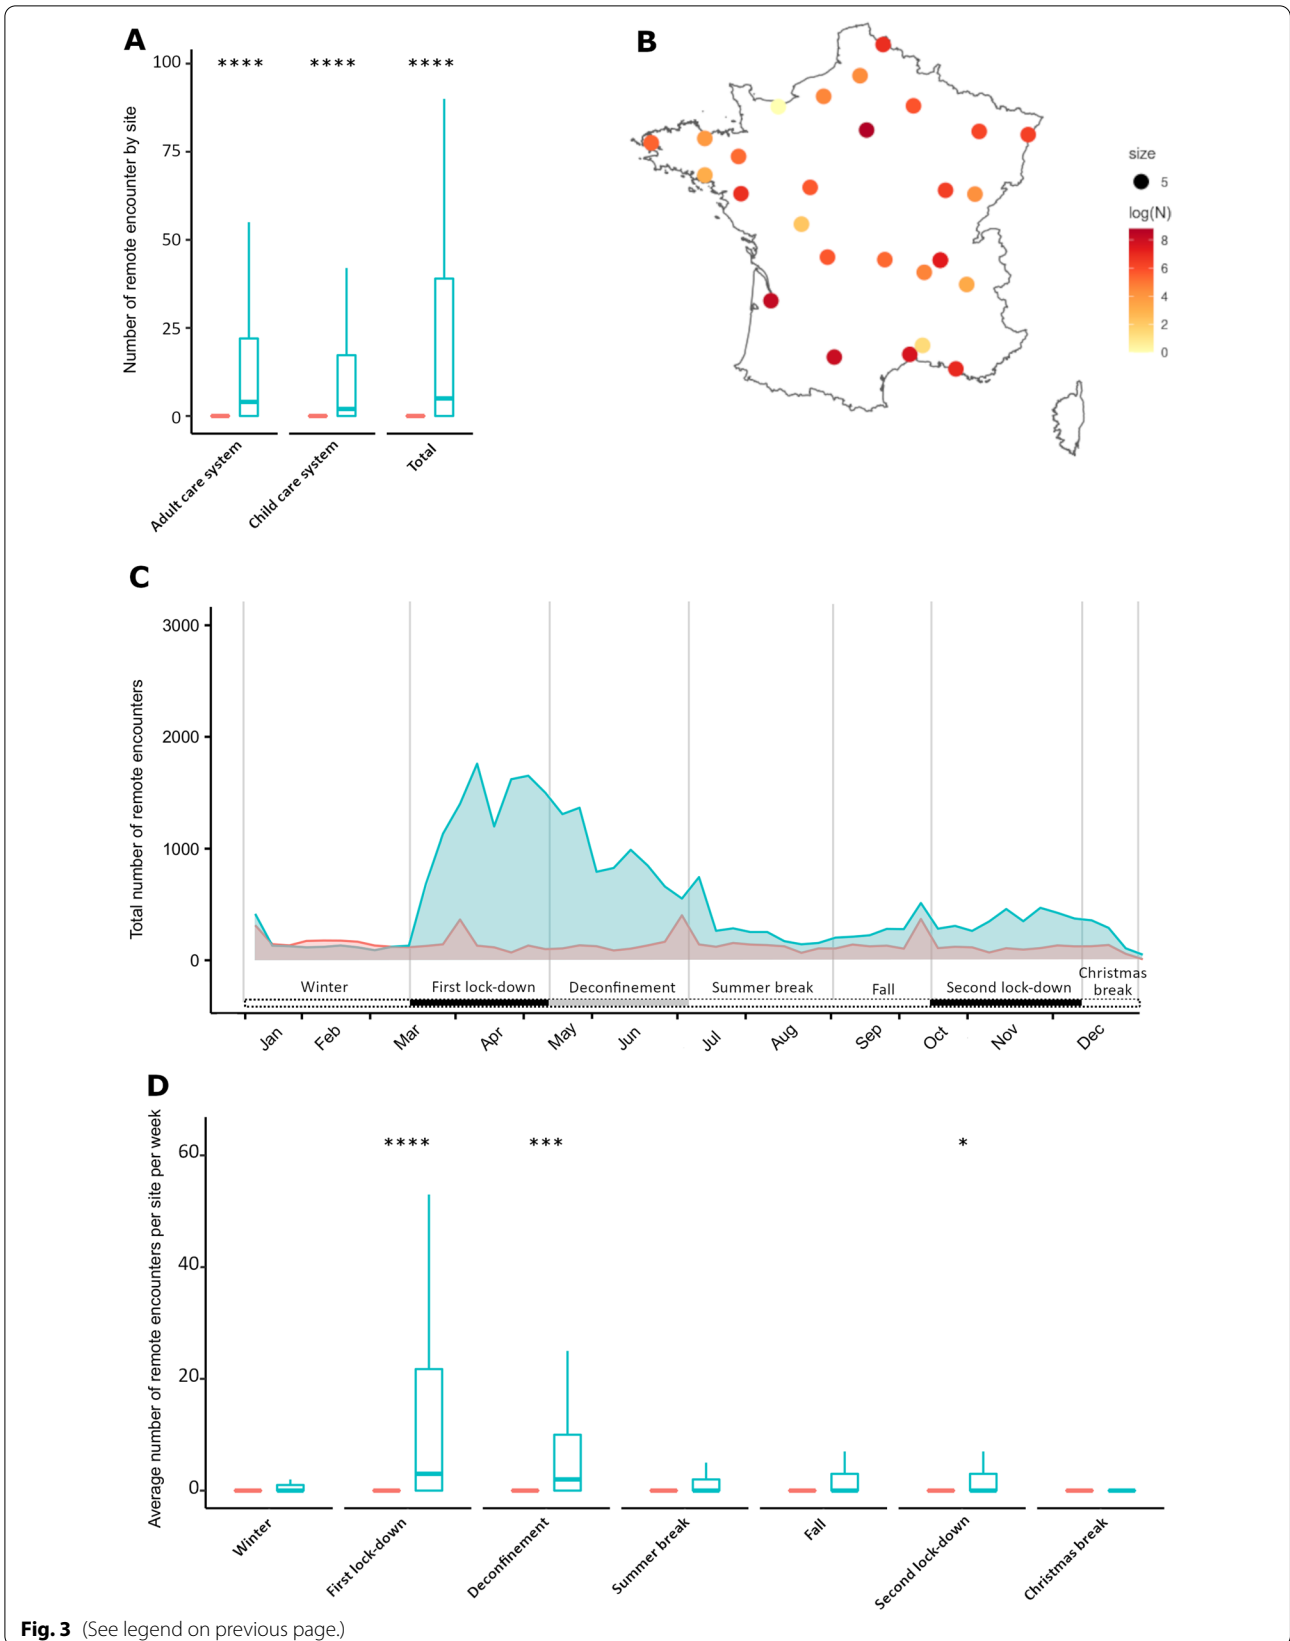 A
Number of remote encounter by site
100
75
50
25
0
**** **** ****
Adult care system
Child care system
Total
B
size
5
log(N)
8
6
4
2
0
C
Total number of remote encounters
3000
2000
1000
0
Winter
First lock-down
Deconfinement
Summer break
Fall
Second lock-down
Christmas
break
Jan Feb Mar Apr May Jun Jul Aug Sep Oct Nov Dec
D
Average number of remote encounters per site per week
60
40
20
0
**** *** *
Winter
First lock-down
Deconfinement
Summer break
Fall
Second lock-down
Christmas break
Fig. 3 (See legend on previous page.)